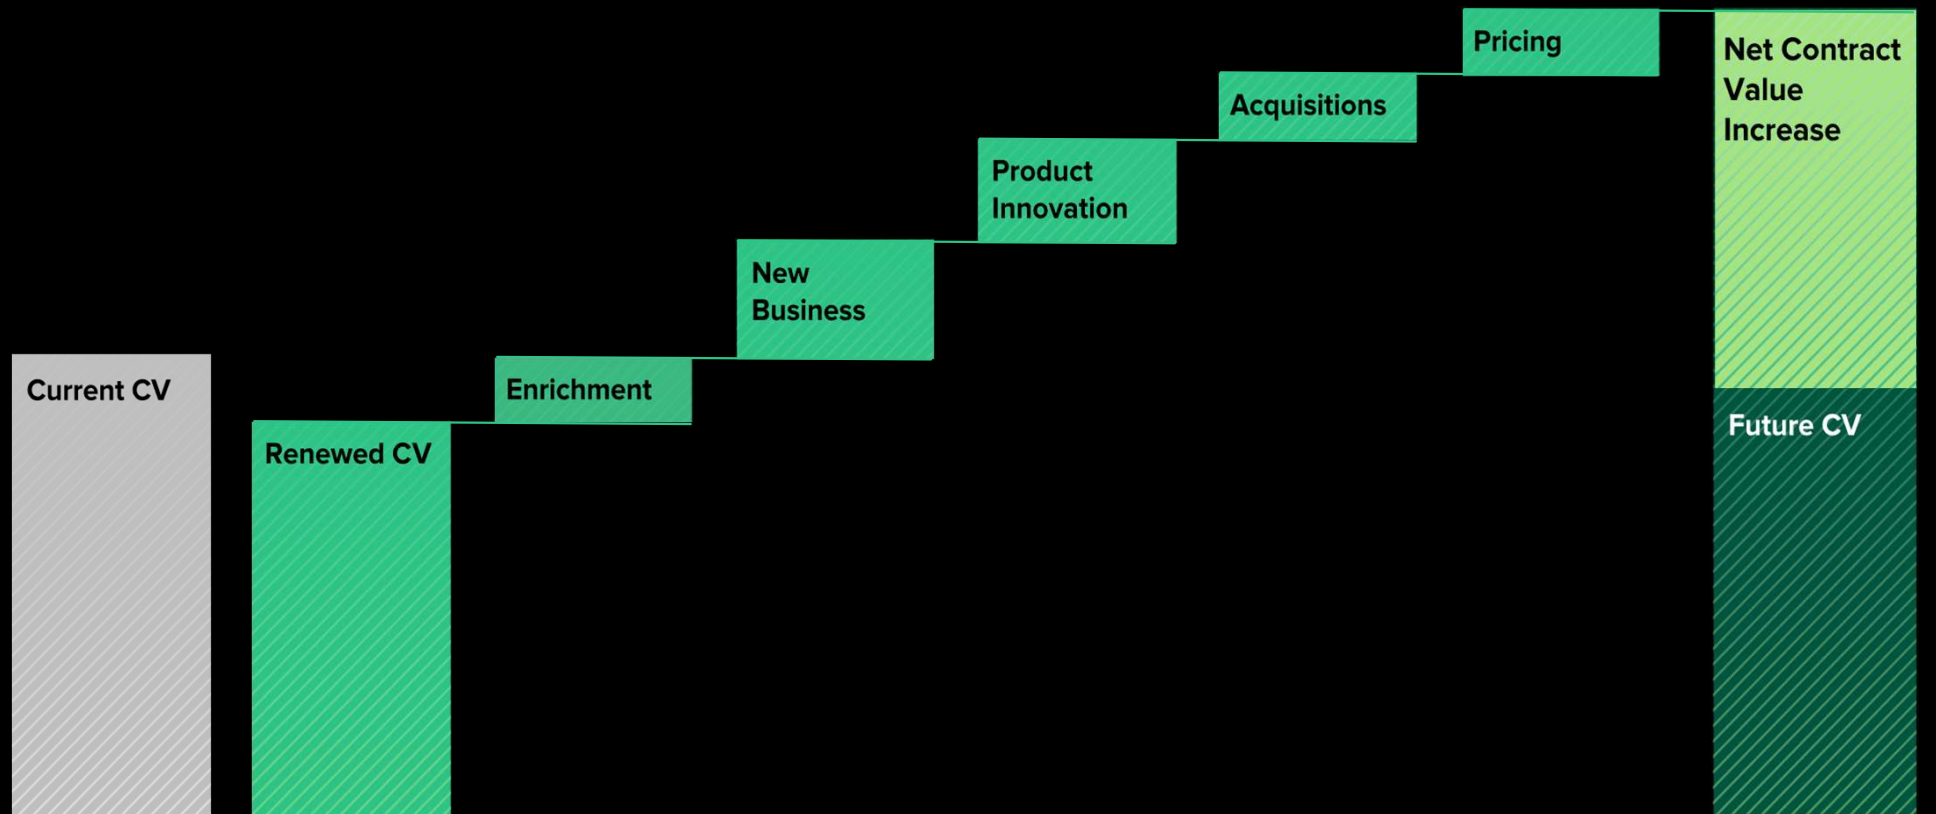 Current CV
Renewed CV
Enrichment
New
Business
Product
Innovation
Acquisitions
Pricing
Net Contract
Value
Increase
Future CV